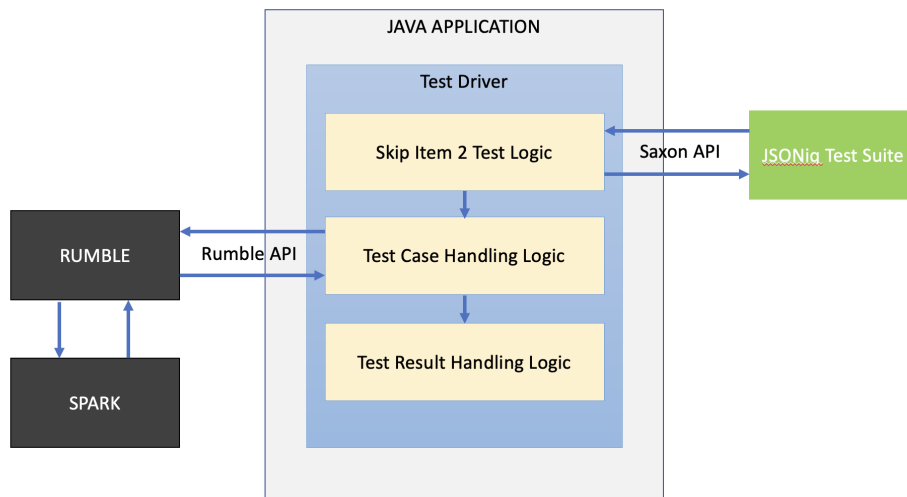 JAVA APPLICATION
Test Driver
Skip Item 2 Test Logic
Saxon API
JSONiq Test Suite
RUMBLE
Rumble API
Test Case Handling Logic
Test Result Handling Logic
SPARK